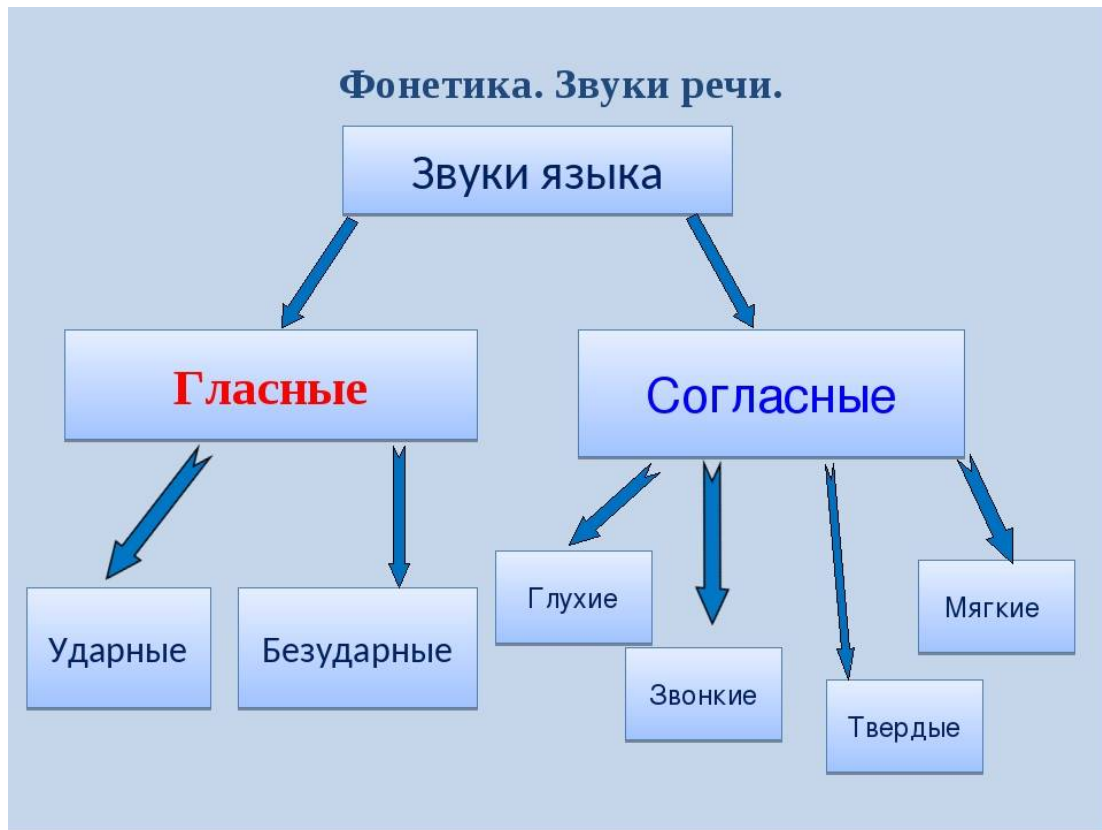 Фонетика. Звуки речи.
Звуки языка
Гласные
Согласные
Ударные
Безударные
Глухие
Звонкие
Твердые
Мягкие